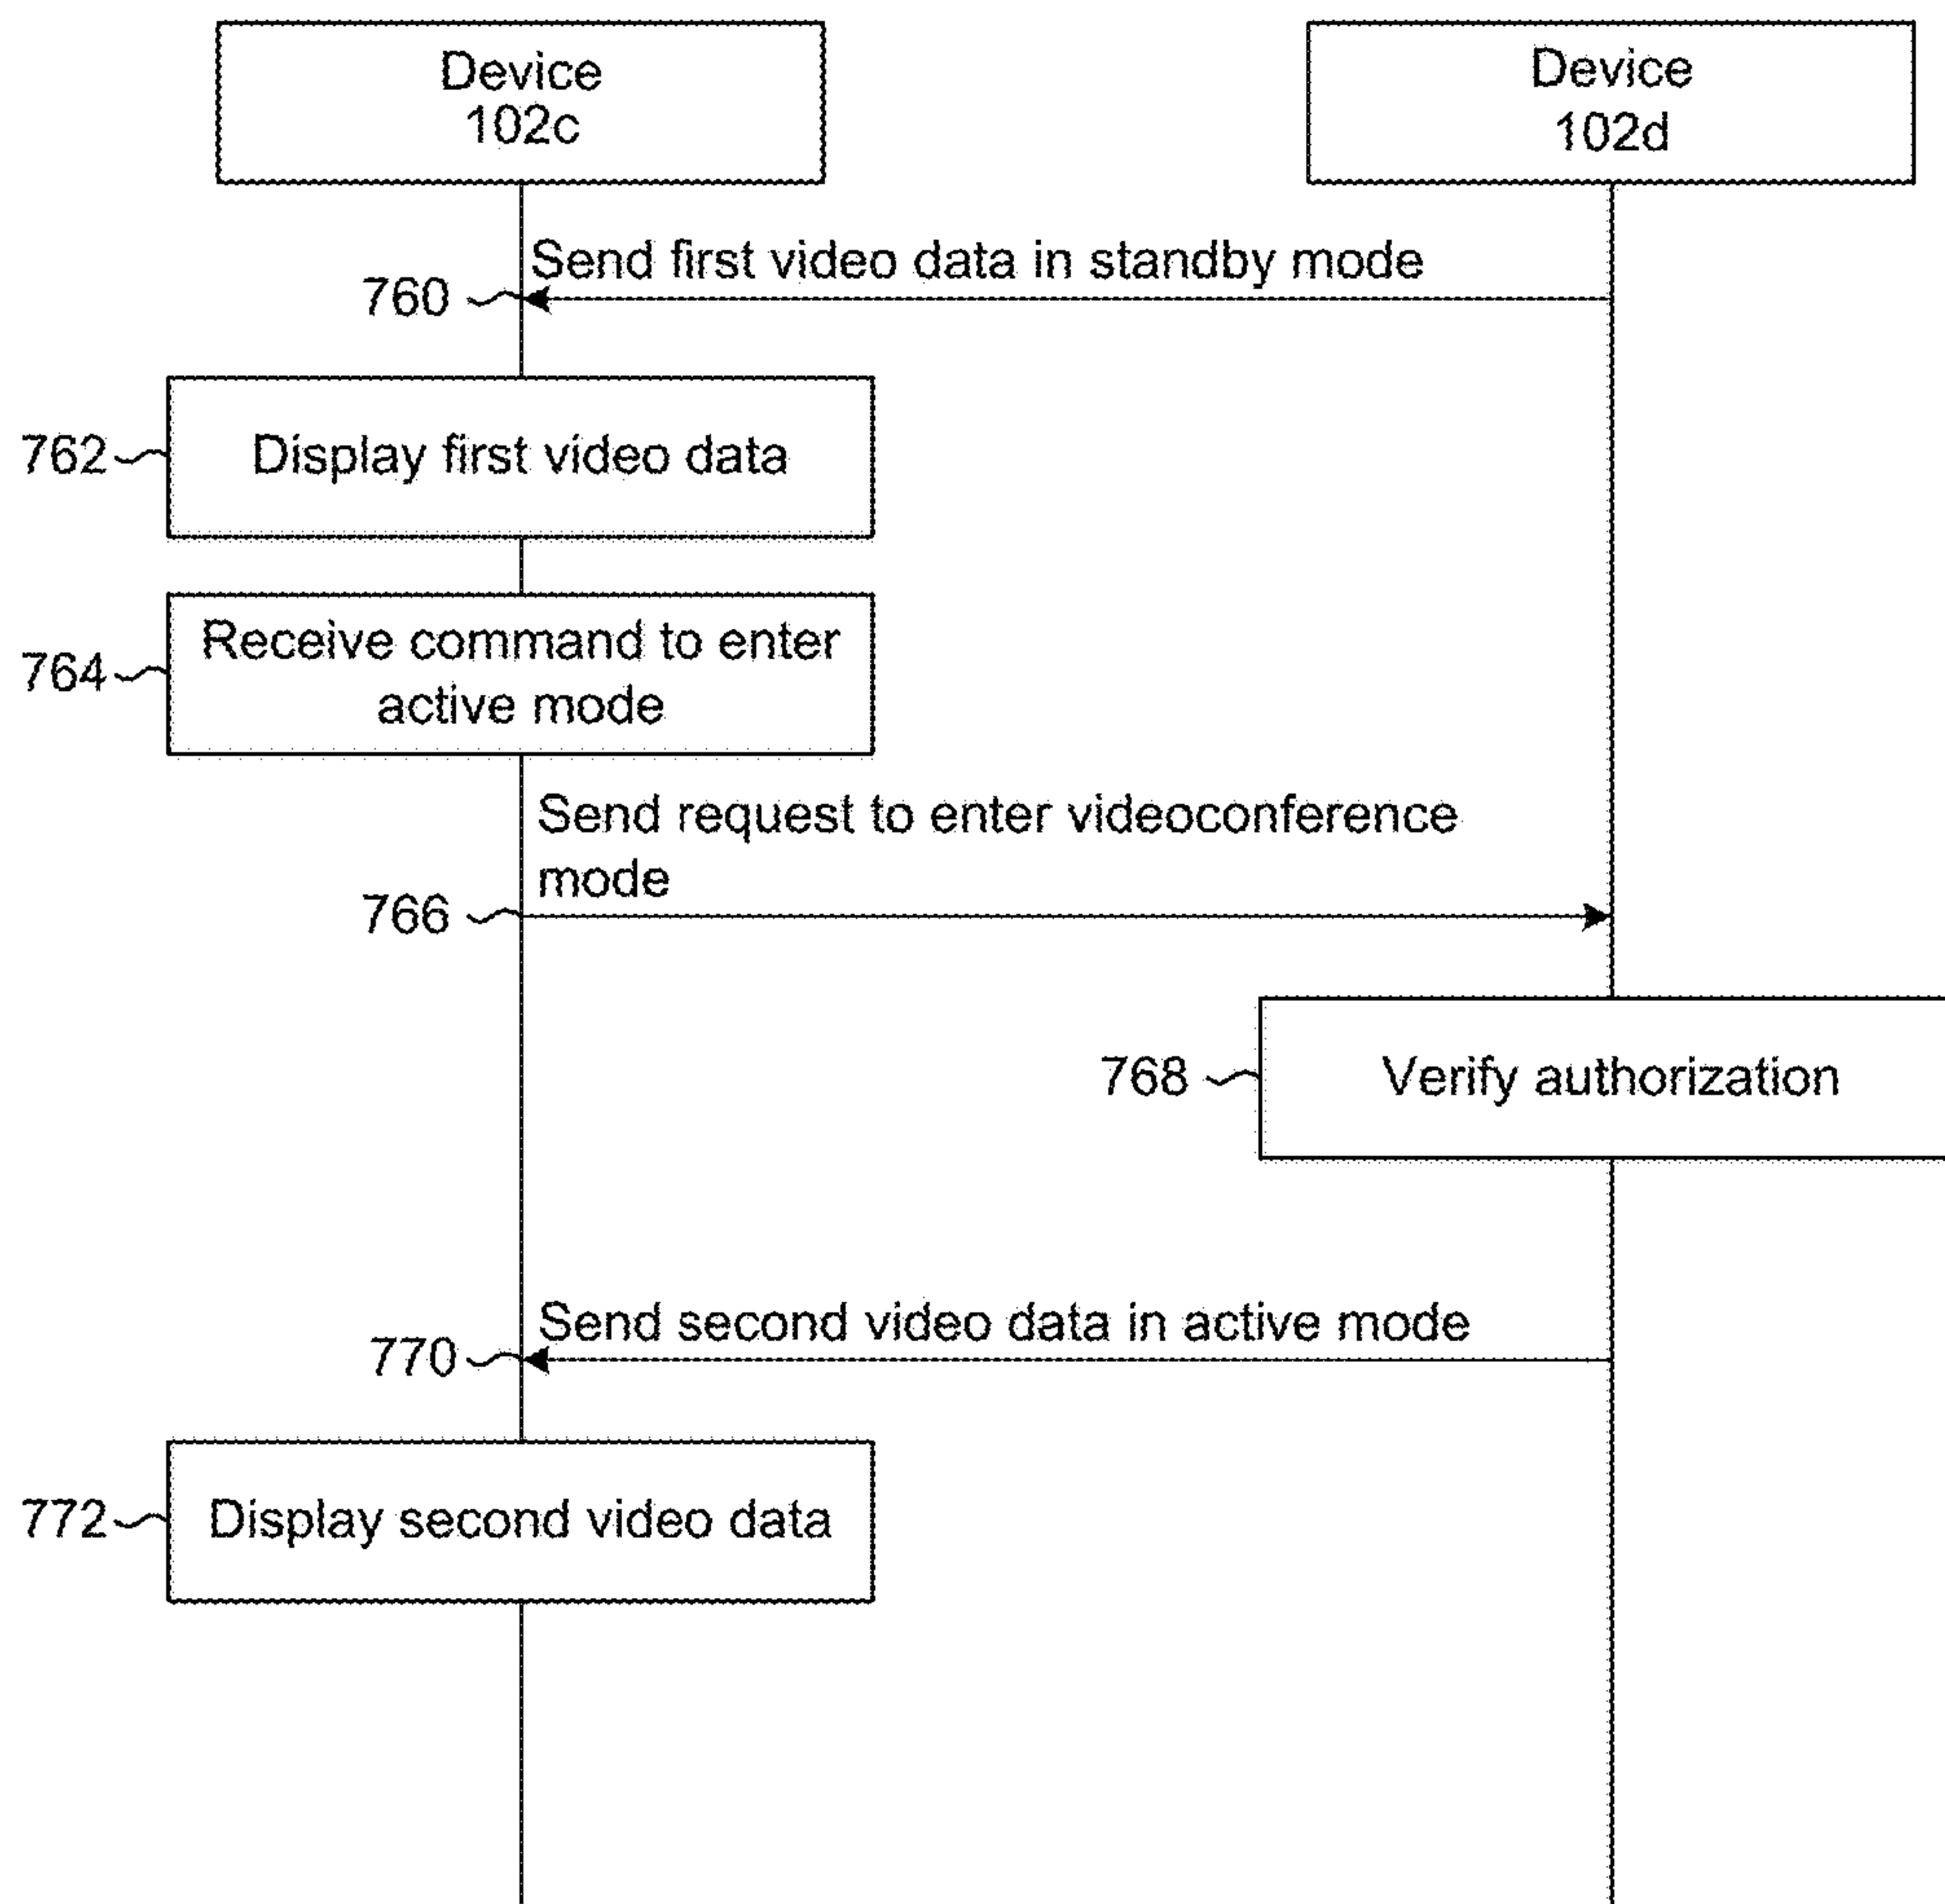 Device
102c
Device
102d
Send first video data in standby mode
760
762
Display first video data
764
Receive command to enter
active mode
Send request to enter videoconference
mode
766
768
Verify authorization
Send second video data in active mode
770
772
Display second video data